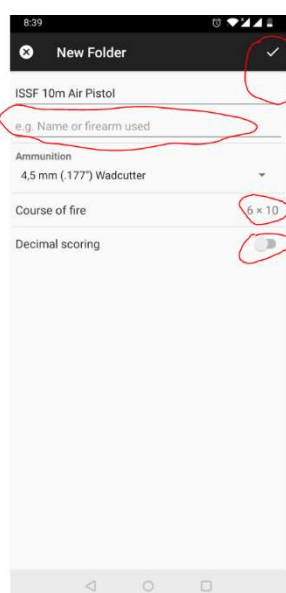 8:39
New Folder
ISSF 10m Air Pistol
e.g. Name or firearm used
Ammunition
4,5 mm (.177") Wadcutter
Course of fire 6 × 10
Decimal scoring